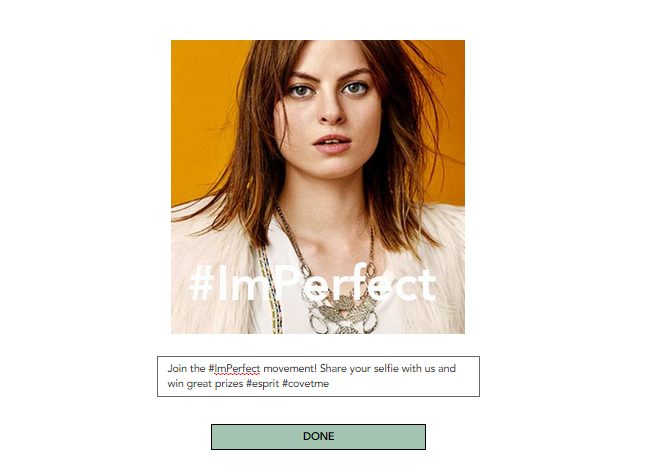 #ImPerfect
Join the #ImPerfect movement! Share your selfie with us and
win great prizes #esprit #covetme
DONE